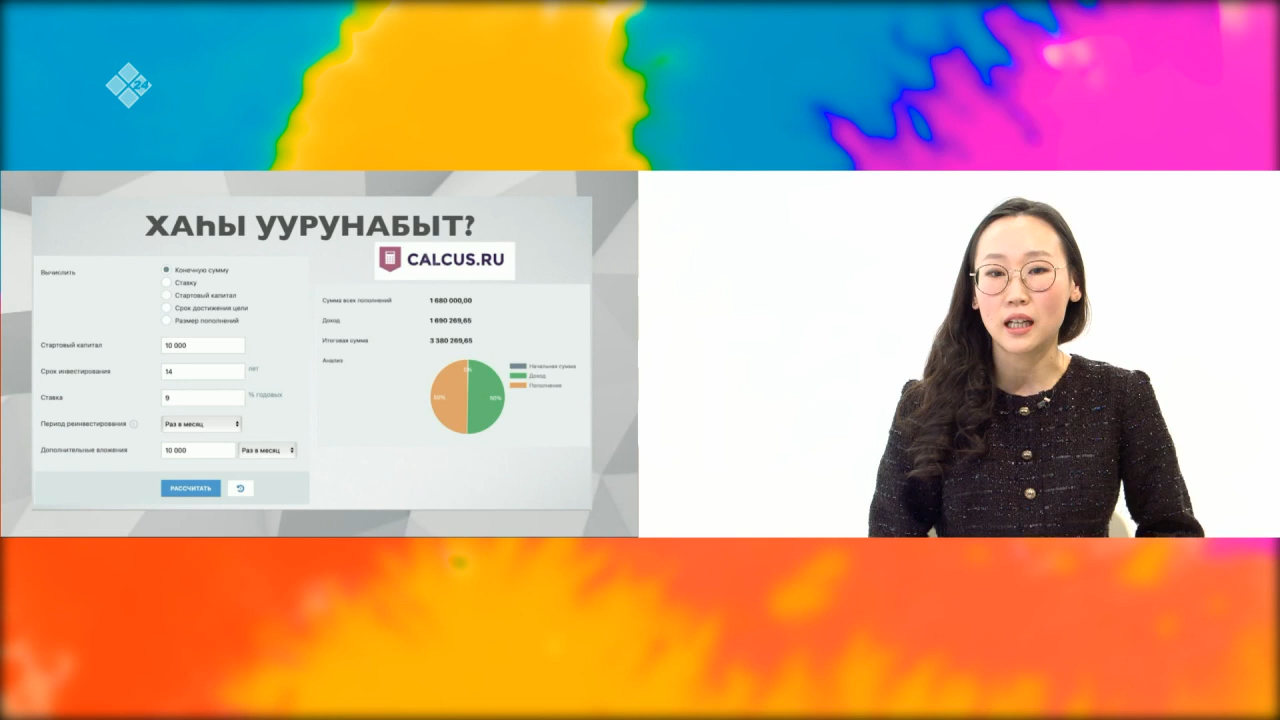 24
ХАҺЫ УУРУНАБЫТ?
CALCUS.RU
Вычислить
Конечную сумму
Ставку
Стартовый капитал
Срок достижения цели
Размер пополнений
Стартовый капитал 10 000
Срок инвестирования 14 лет
Ставка 9 % годовых
Период реинвестирования Раз в месяц
Дополнительные вложения 10 000 Раз в месяц
РАССЧИТАТЬ
Сумма всех пополнений 1 680 000,00
Доход 1 690 269,65
Итоговая сумма 3 380 269,65
Анализ
0%
50%
50%
Начальная сумма
Доход
Пополнения